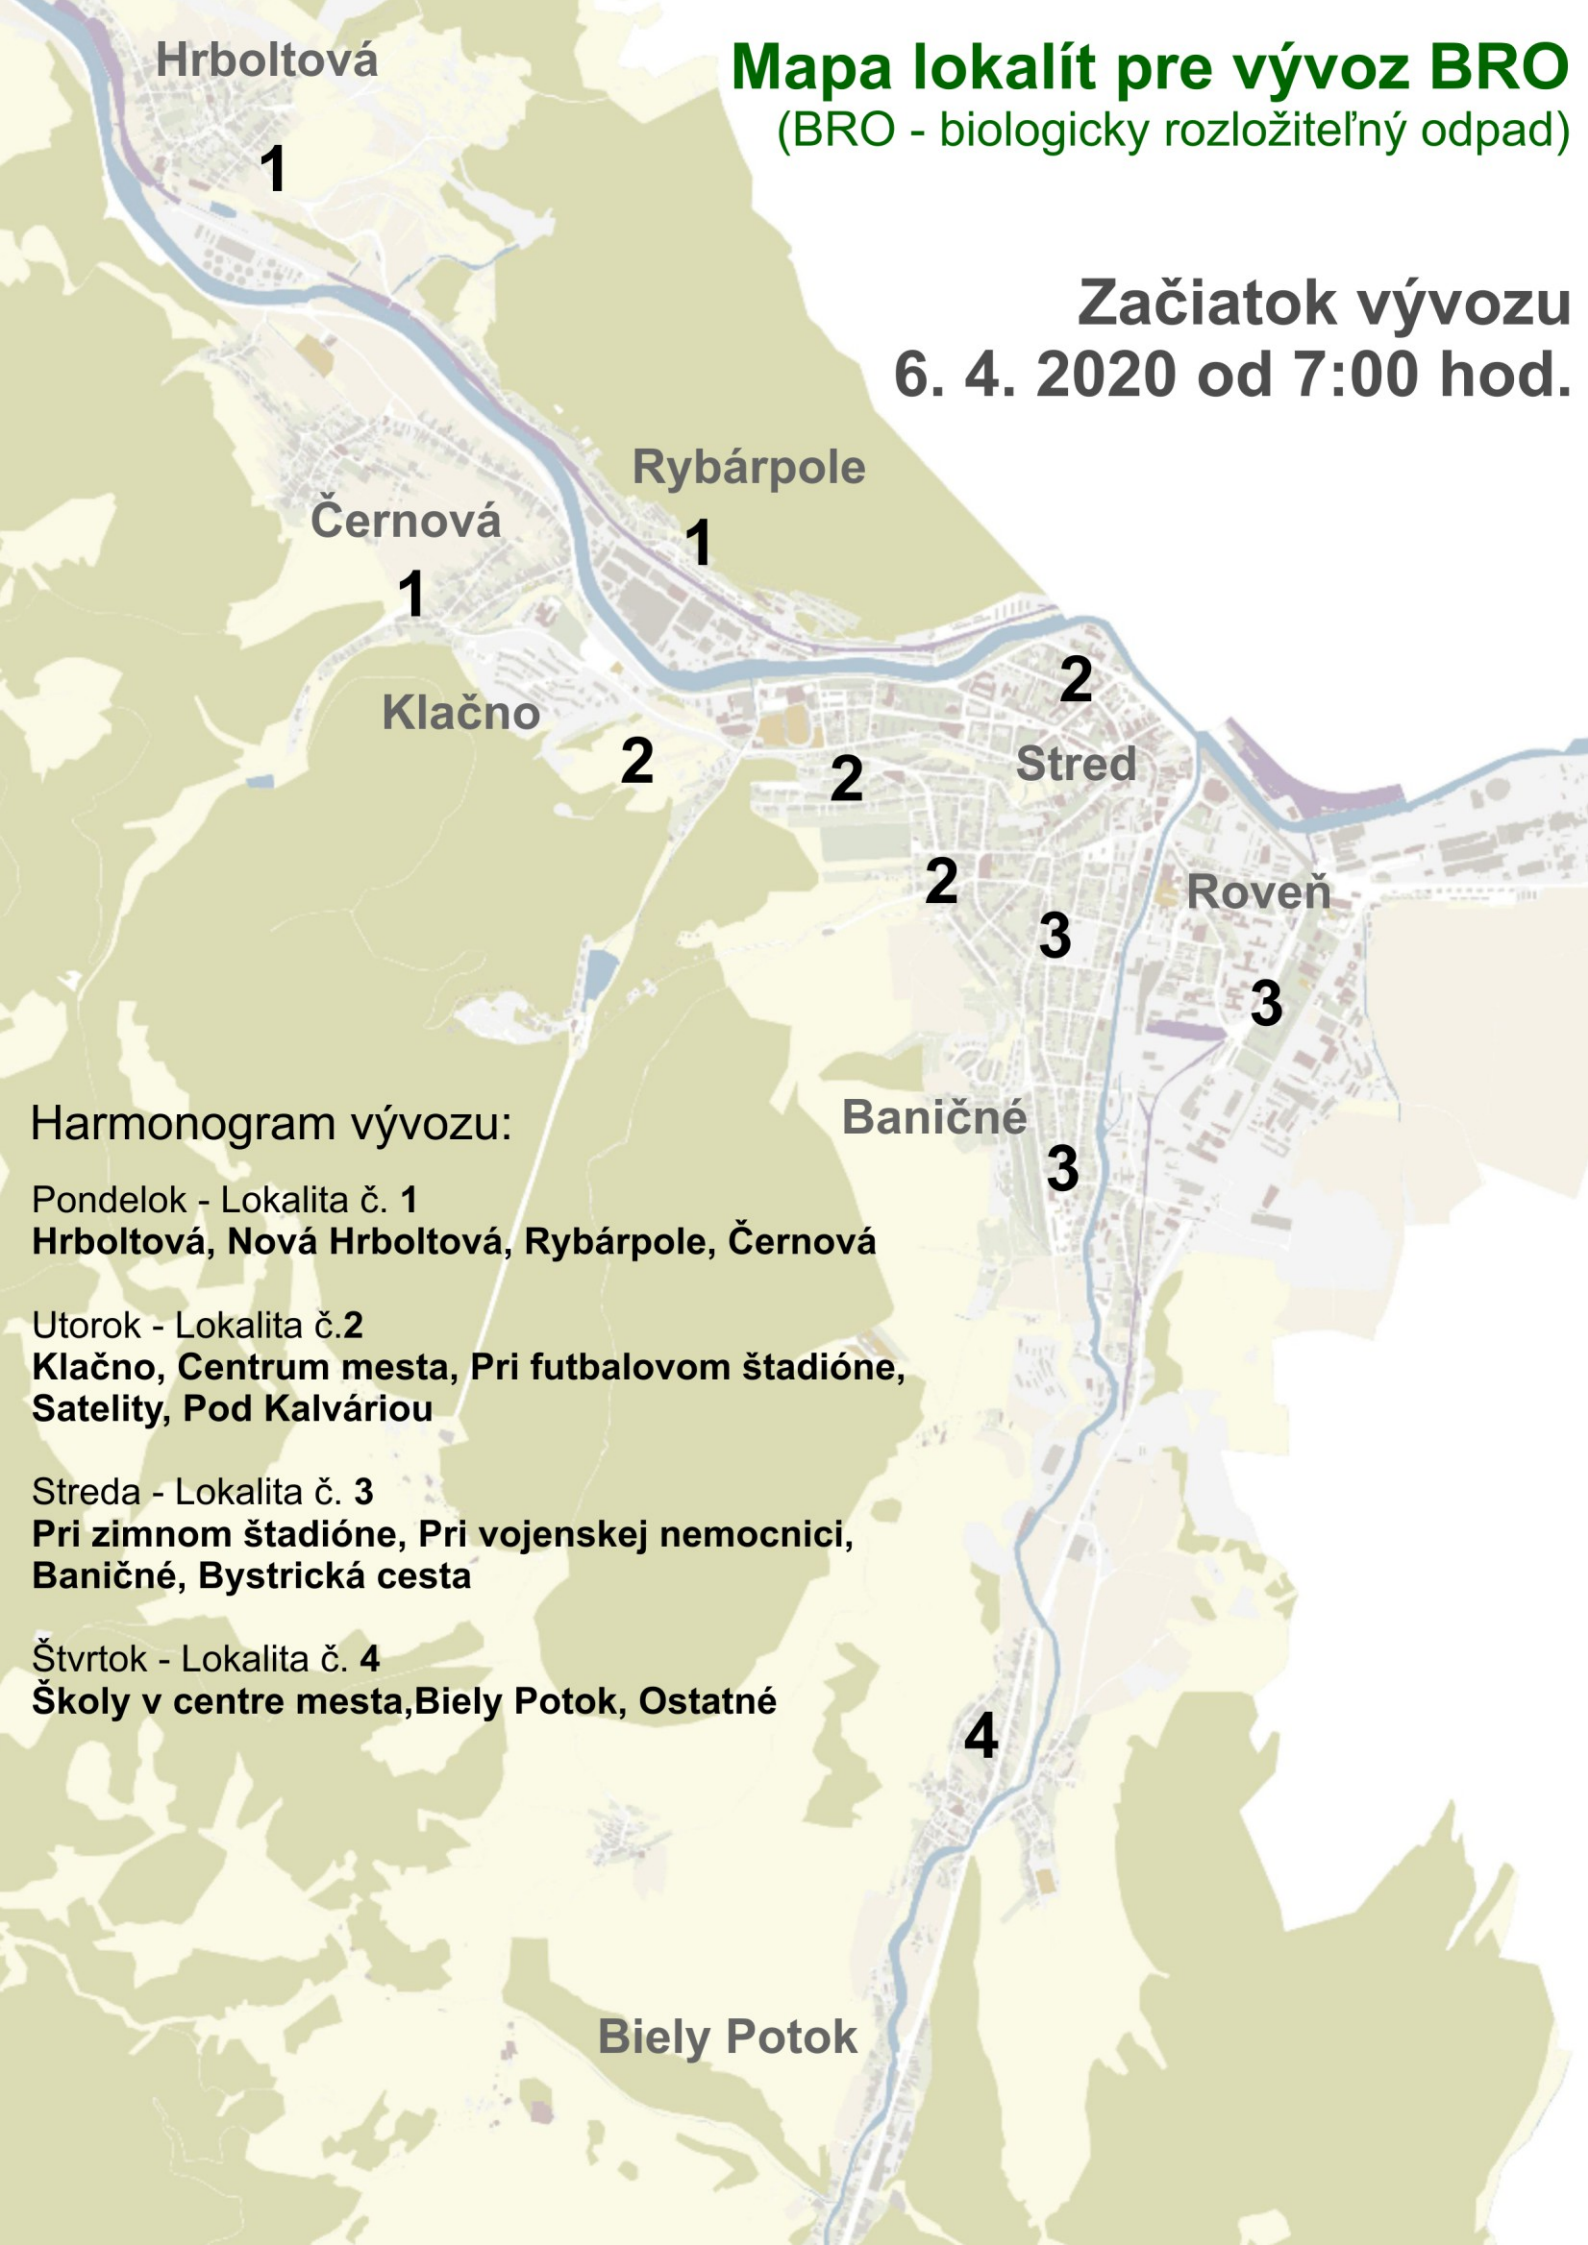 Mapa lokalít pre vývoz BRO
(BRO - biologicky rozložiteľný odpad)
Začiatok vývozu
6. 4. 2020 od 7:00 hod.
Hrboltová
1
Rybárpole
1
Černová
1
Klačno
2
2
2
Stred
2
Roveň
3
3
Baničné
3
Harmonogram vývozu:
Pondelok - Lokalita č. 1
Hrboltová, Nová Hrboltová, Rybárpole, Černová
Utorok - Lokalita č.2
Klačno, Centrum mesta, Pri futbalovom štadióne,
Satelity, Pod Kalváriou
Streda - Lokalita č. 3
Pri zimnom štadióne, Pri vojenskej nemocnici,
Baničné, Bystrická cesta
Štvrtok - Lokalita č. 4
Školy v centre mesta,Biely Potok, Ostatné
4
Biely Potok